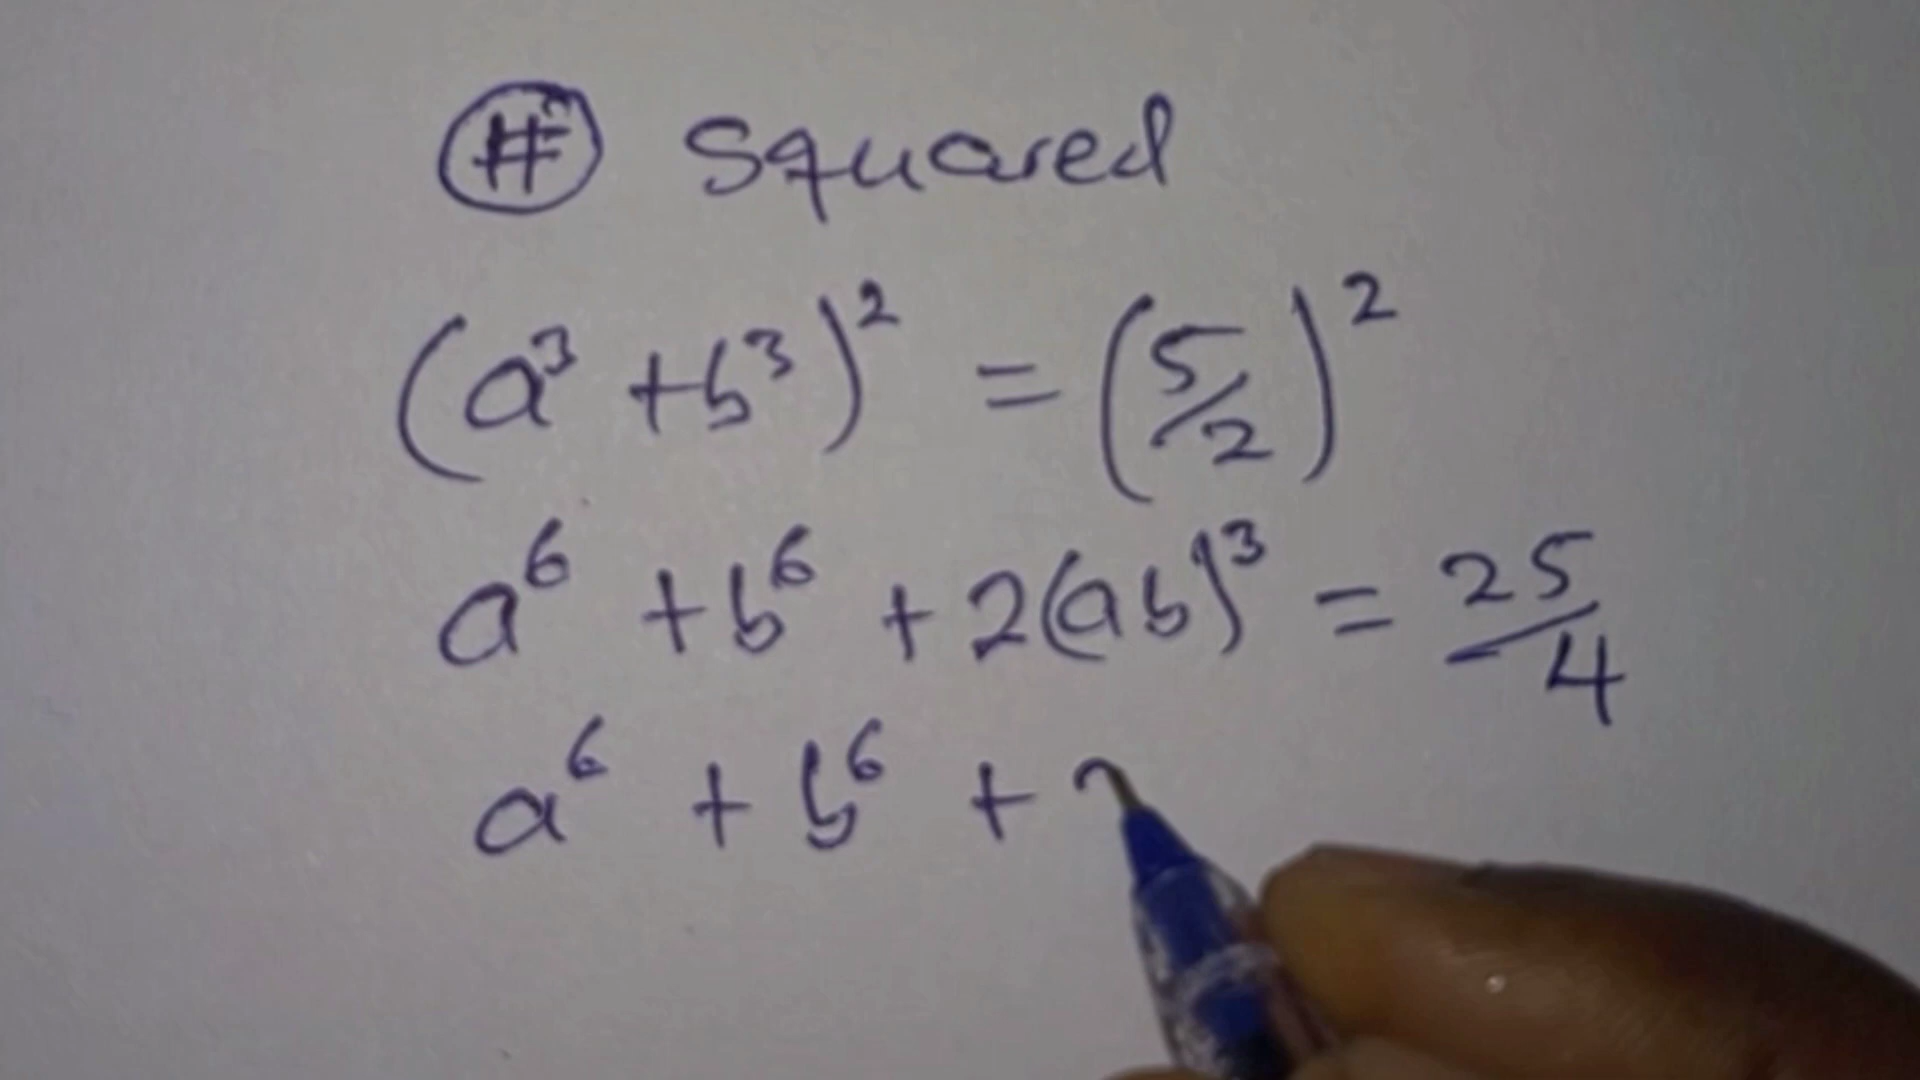 # Squared
(a³ + b³)² = (5/2)²
a⁶ + b⁶ + 2(ab)³ = 25/4
a⁶ + b⁶ +